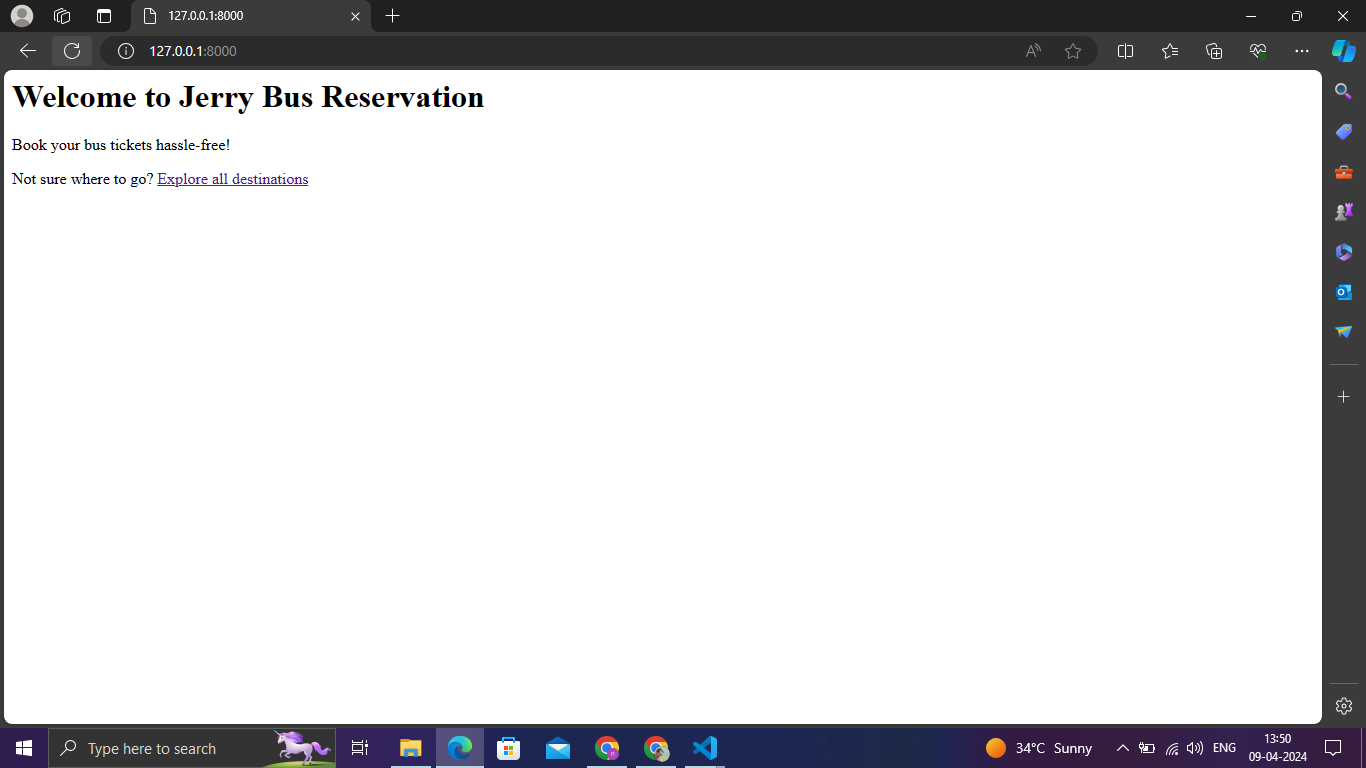 127.0.0.1:8000
127.0.0.1:8000
Welcome to Jerry Bus Reservation
Book your bus tickets hassle-free!
Not sure where to go? Explore all destinations
Type here to search
34°C Sunny
ENG
13:50
09-04-2024